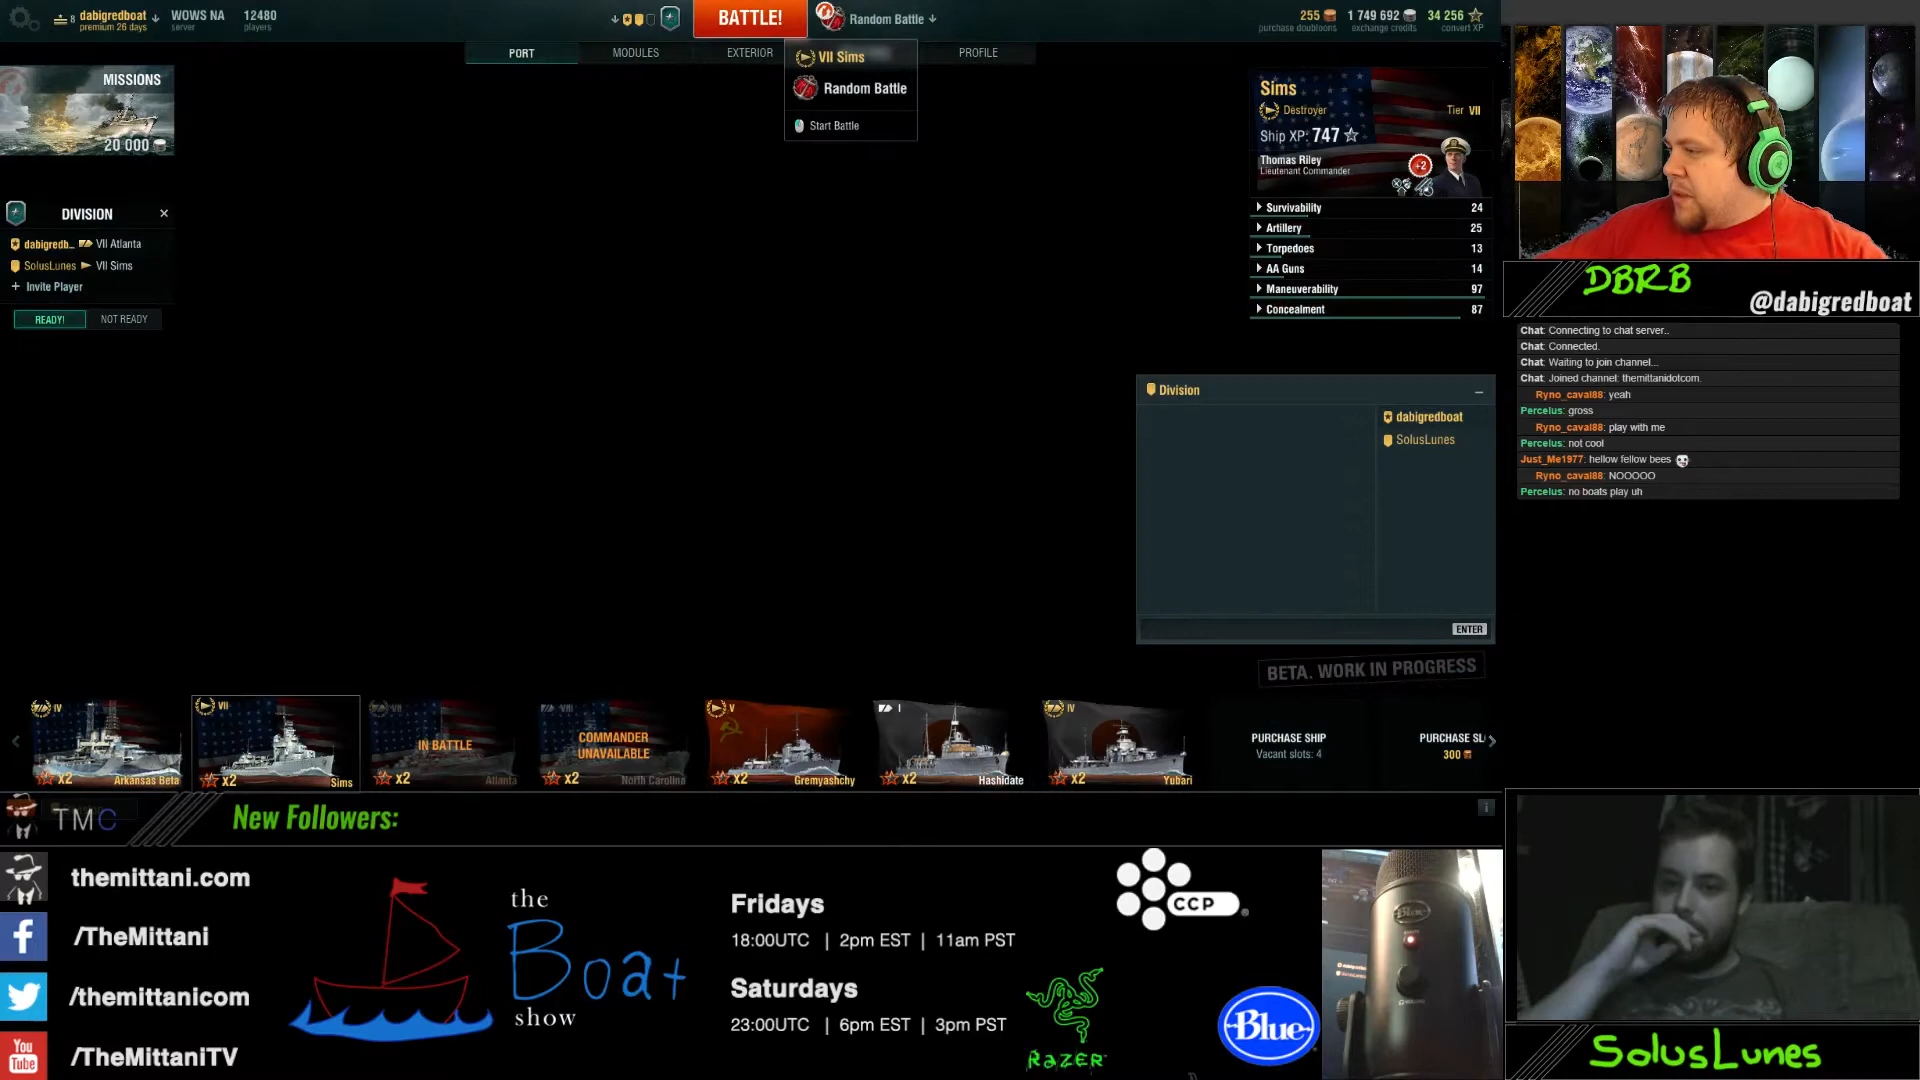 8 dabigredboat
premium 26 days
WOWS NA
server
12480
players
BATTLE!
Random Battle
255
purchase doubloons
1 749 692
exchange credits
34 256
convert XP
PORT
MODULES
EXTERIOR
PROFILE
VII Sims
Random Battle
Start Battle
MISSIONS
20 000
DIVISION
dabigredb... VII Atlanta
SolusLunes VII Sims
+ Invite Player
READY!
NOT READY
Sims
Destroyer
Tier VII
Ship XP: 747
Thomas Riley
Lieutenant Commander
+2
Survivability 24
Artillery 25
Torpedoes 13
AA Guns 14
Maneuverability 97
Concealment 87
DBRB
@dabigredboat
Chat: Connecting to chat server..
Chat: Connected.
Chat: Waiting to join channel...
Chat: Joined channel: themittanidotcom.
Ryno_caval88: yeah
Percelus: gross
Ryno_caval88: play with me
Percelus: not cool
Just_Me1977: hellow fellow bees
Ryno_caval88: NOOOOO
Percelus: no boats play uh
Division
dabigredboat
SolusLunes
ENTER
BETA. WORK IN PROGRESS
IV
x2 Arkansas Beta
VII
x2 Sims
VII
IN BATTLE
x2 Atlanta
VIII
COMMANDER
UNAVAILABLE
x2 North Carolina
V
x2 Gremyashchy
I
x2 Hashidate
IV
x2 Yubari
PURCHASE SHIP
Vacant slots: 4
PURCHASE SL
300
TMC
New Followers:
themittani.com
/TheMittani
/themittanicom
You
Tube
/TheMittaniTV
the
Boat
show
Fridays
18:00UTC | 2pm EST | 11am PST
Saturdays
23:00UTC | 6pm EST | 3pm PST
CCP
RAZER
Blue
Blue
SolusLunes